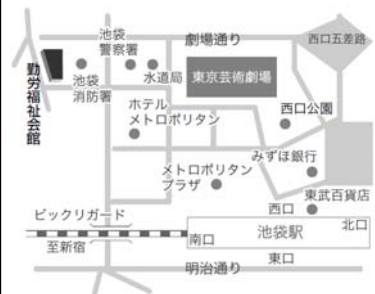 池袋
警察署
劇場通り
西口五差路
勤労福祉会館
池袋
消防署
水道局
東京芸術劇場
ホテル
メトロポリタン
西口公園
みずほ銀行
メトロポリタン
プラザ
東武百貨店
西口
ビックリガード
北口
池袋駅
南口
至新宿
東口
明治通り